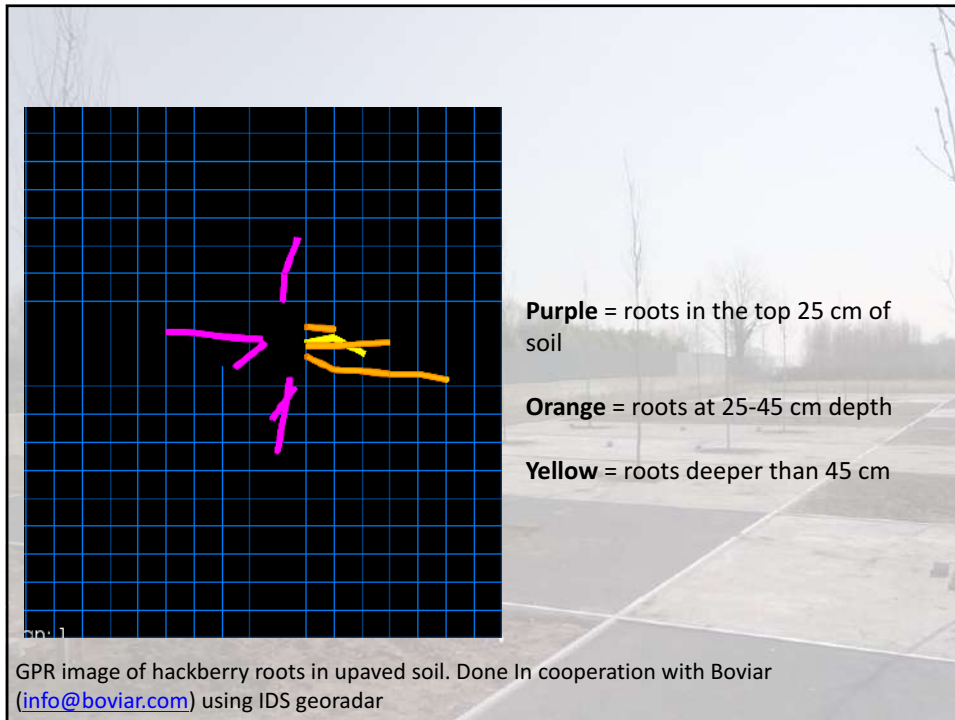 Purple = roots in the top 25 cm of
soil
Orange = roots at 25-45 cm depth
Yellow = roots deeper than 45 cm
GPR image of hackberry roots in upaved soil. Done In cooperation with Boviar
(info@boviar.com) using IDS georadar